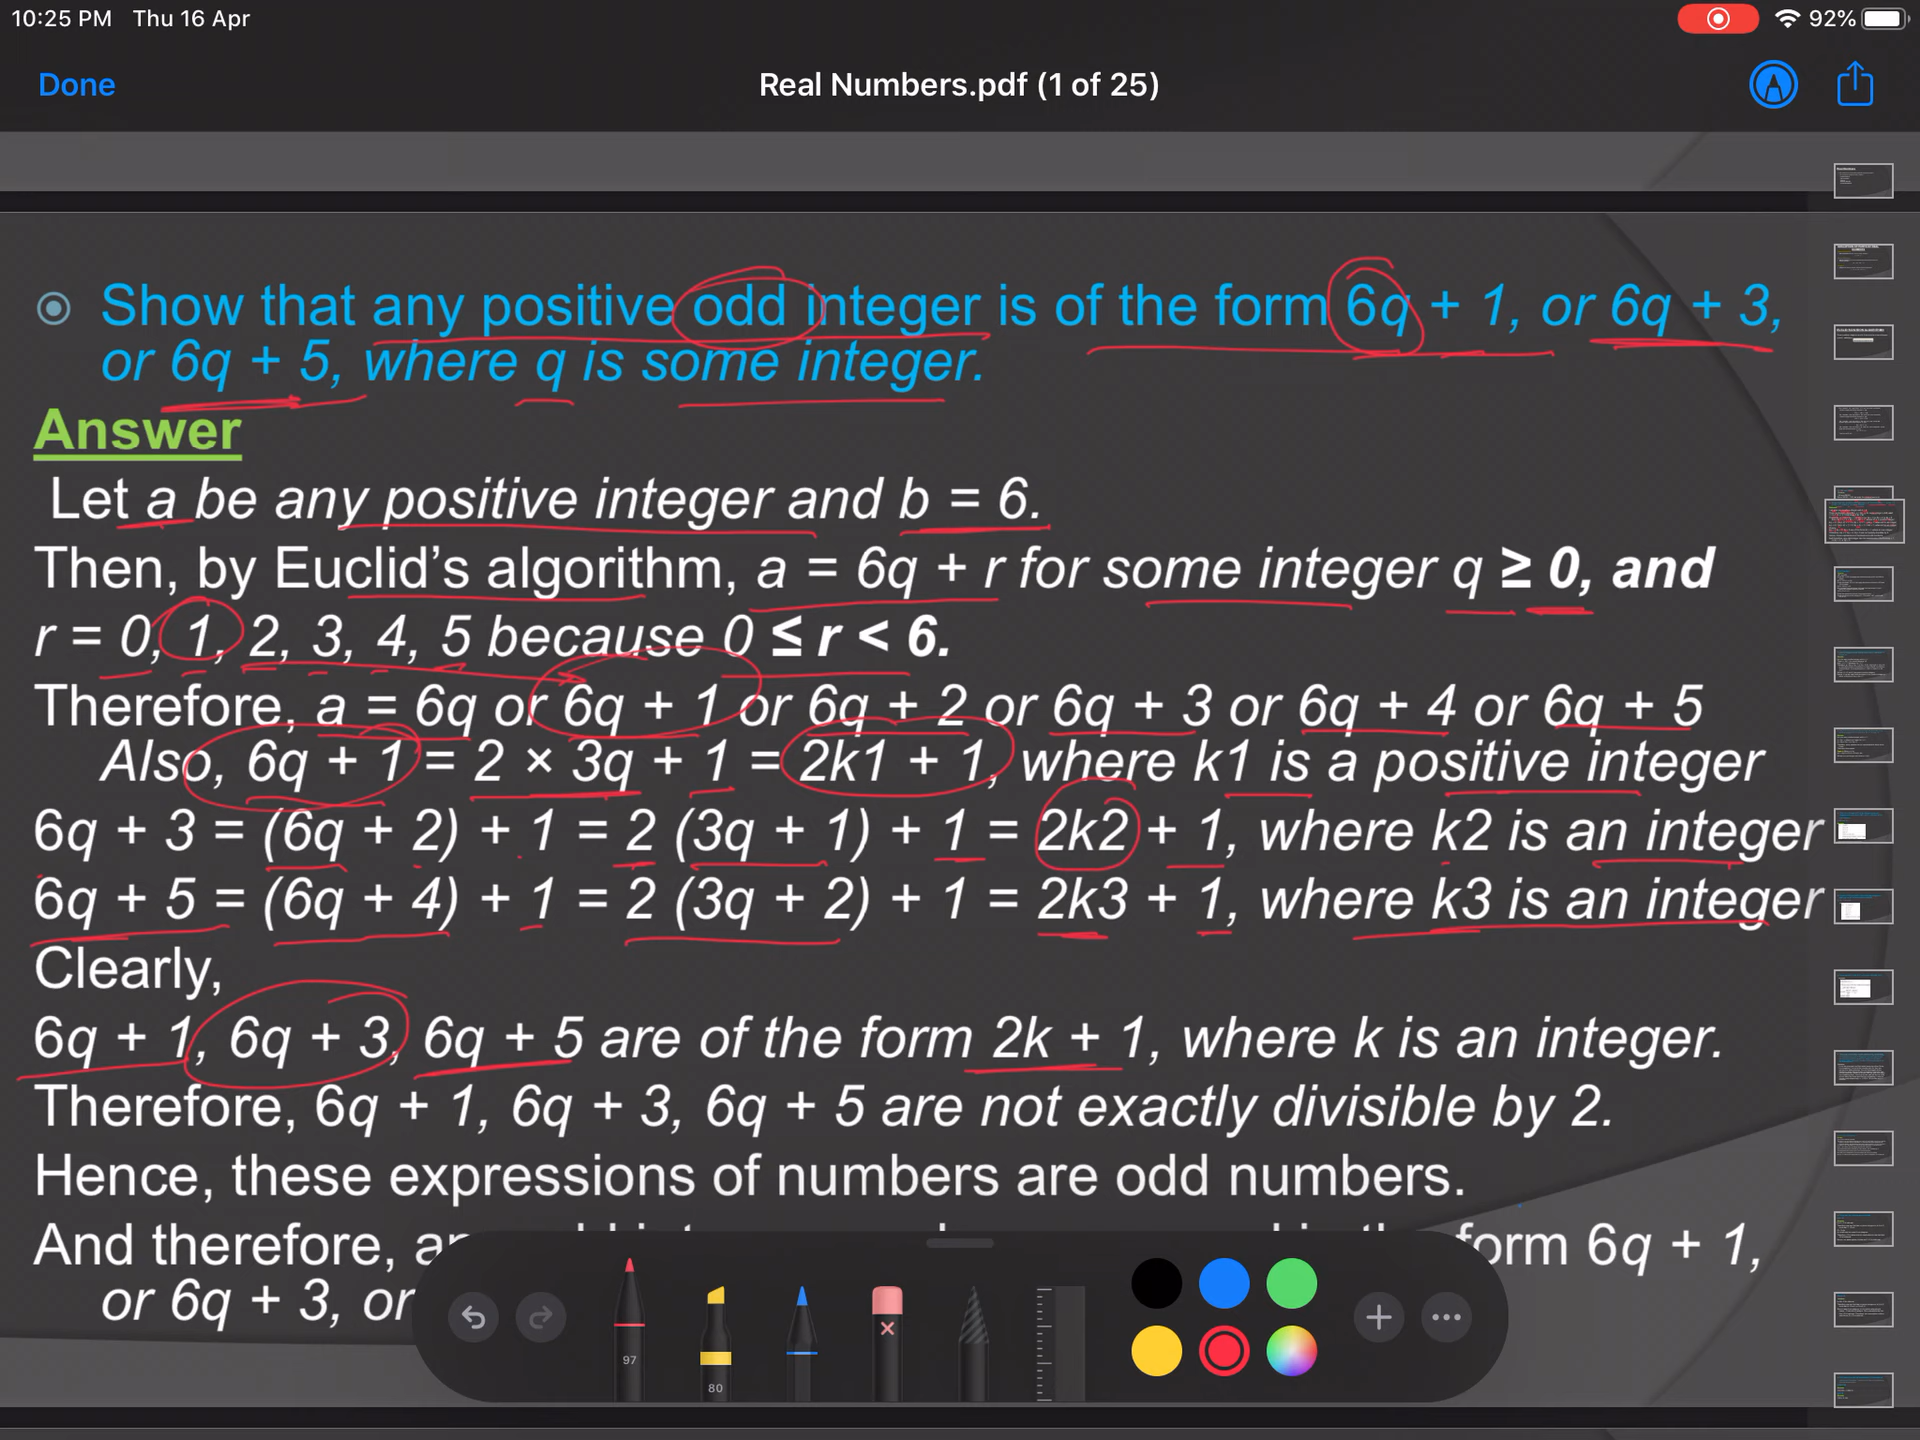 10:25 PM Thu 16 Apr
92%
Done
Real Numbers.pdf (1 of 25)
Show that any positive odd integer is of the form 6q + 1, or 6q + 3,
or 6q + 5, where q is some integer.
Answer
Let a be any positive integer and b = 6.
Then, by Euclid’s algorithm, a = 6q + r for some integer q ≥ 0, and
r = 0, 1, 2, 3, 4, 5 because 0 ≤ r < 6.
Therefore, a = 6q or 6q + 1 or 6q + 2 or 6q + 3 or 6q + 4 or 6q + 5
Also, 6q + 1 = 2 × 3q + 1 = 2k1 + 1, where k1 is a positive integer
6q + 3 = (6q + 2) + 1 = 2 (3q + 1) + 1 = 2k2 + 1, where k2 is an integer
6q + 5 = (6q + 4) + 1 = 2 (3q + 2) + 1 = 2k3 + 1, where k3 is an integer
Clearly,
6q + 1, 6q + 3, 6q + 5 are of the form 2k + 1, where k is an integer.
Therefore, 6q + 1, 6q + 3, 6q + 5 are not exactly divisible by 2.
Hence, these expressions of numbers are odd numbers.
And therefore, form 6q + 1,
or 6q + 3, or
97
80